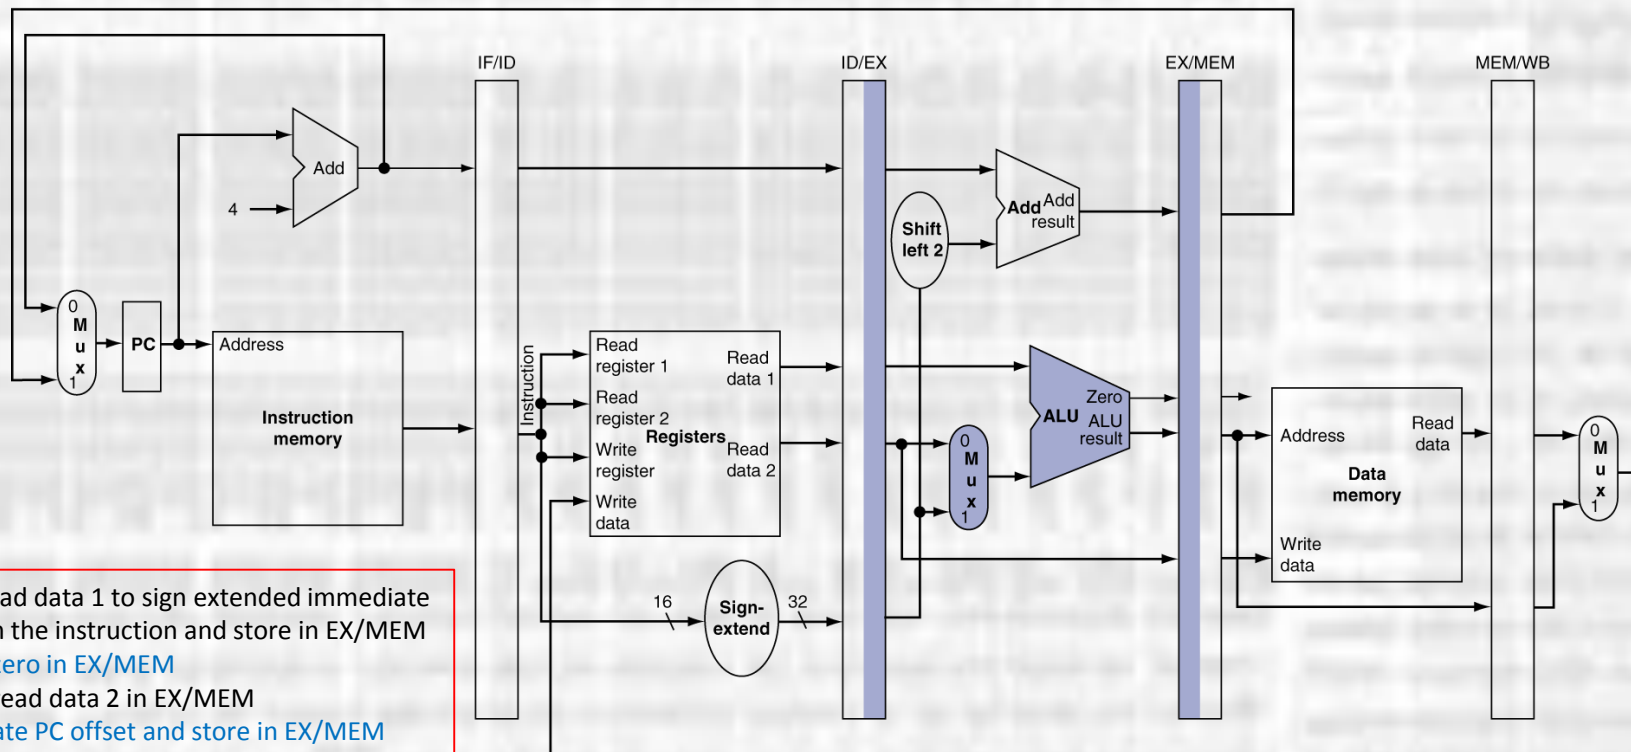 IF/ID
ID/EX
EX/MEM
MEM/WB
Add
4
Shift
left 2
Add Add
result
0
M
u
x
1
PC
Address
Instruction
memory
Instruction
Read
register 1
Read
register 2
Write
register
Write
data
Registers
Read
data 1
Read
data 2
0
M
u
x
1
Zero
ALU
ALU
result
Address
Read
data
Data
memory
Write
data
0
M
u
x
1
16
Sign-
extend
32
data 1 to sign extended immediate
the instruction and store in EX/MEM
in EX/MEM
read data 2 in EX/MEM
PC offset and store in EX/MEM